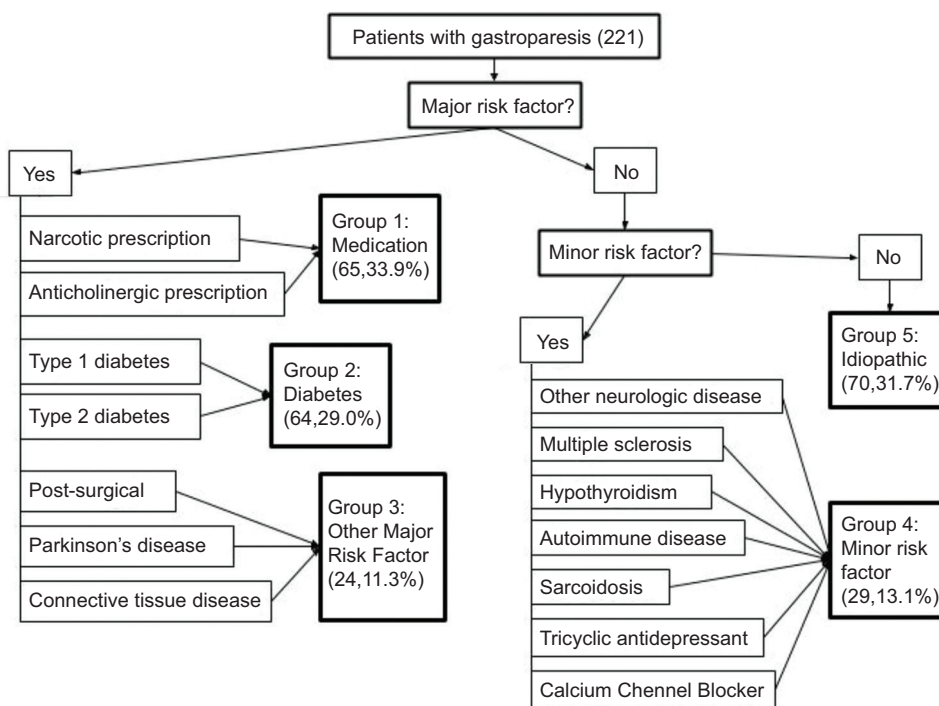 Patients with gastroparesis (221)
Major risk factor?
Yes
No
Narcotic prescription
Anticholinergic prescription
Group 1:
Medication
(65,33.9%)
Type 1 diabetes
Type 2 diabetes
Group 2:
Diabetes
(64,29.0%)
Post-surgical
Parkinson's disease
Connective tissue disease
Group 3:
Other Major
Risk Factor
(24,11.3%)
Minor risk factor?
No
Yes
Group 5:
Idiopathic
(70,31.7%)
Other neurologic disease
Multiple sclerosis
Hypothyroidism
Autoimmune disease
Sarcoidosis
Tricyclic antidepressant
Calcium Chennel Blocker
Group 4:
Minor risk
factor
(29,13.1%)